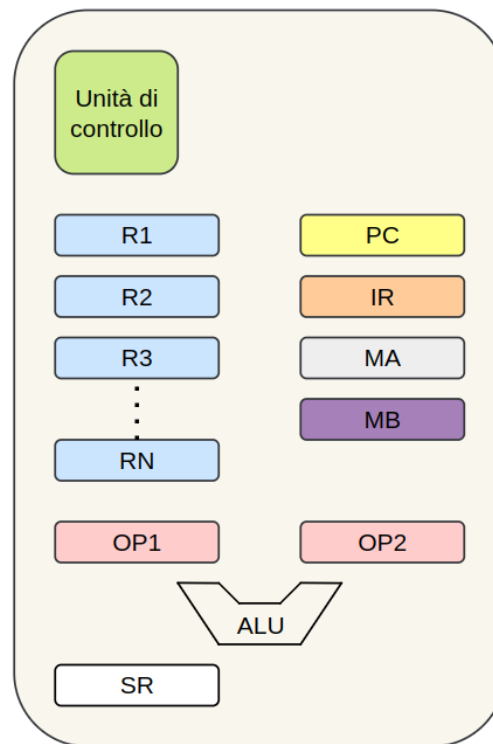 Unità di
controllo
R1
PC
R2
IR
R3
MA
MB
RN
OP1
OP2
ALU
SR